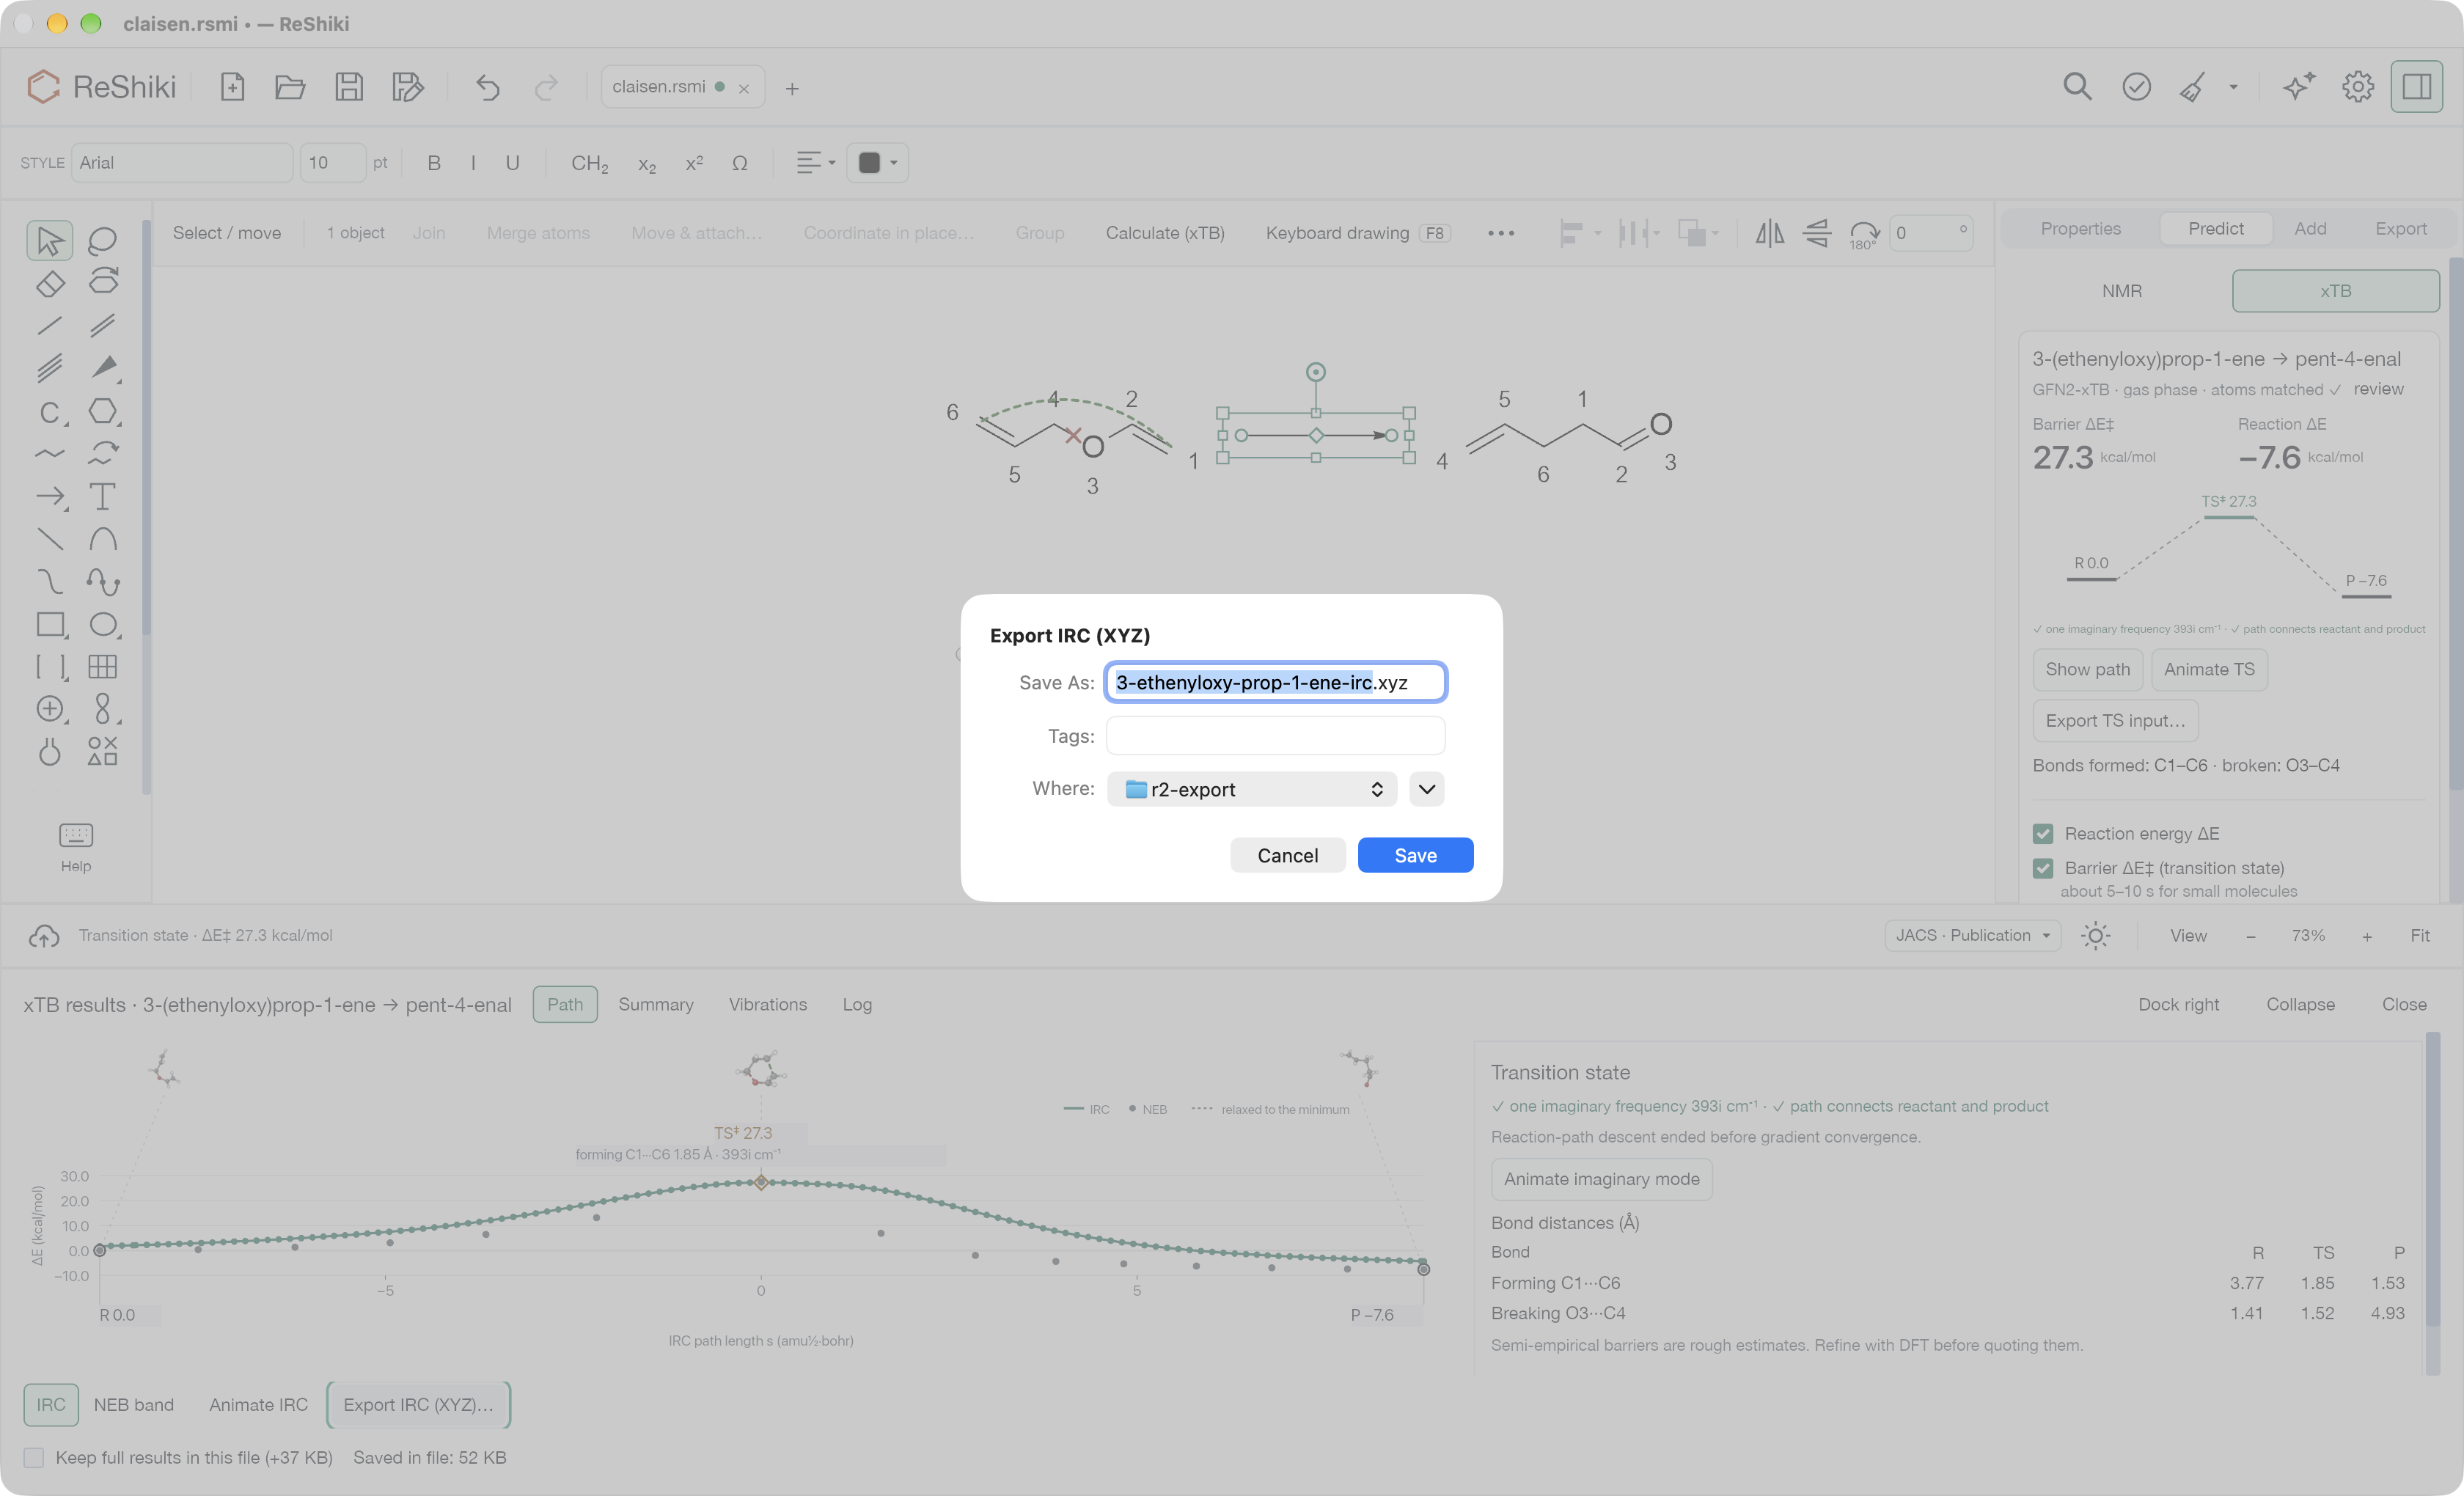 claisen.rsmi • — ReShiki
ReShiki
claisen.rsmi
STYLE Arial 10 pt B I U CH₂ x₂ x² Ω
Select / move 1 object Join Merge atoms Move & attach... Coordinate in place... Group Calculate (xTB) Keyboard drawing F8 ••• 180° 0 °
Properties Predict Add Export
NMR xTB
3-(ethenyloxy)prop-1-ene → pent-4-enal
GFN2-xTB · gas phase · atoms matched ✓ review
Barrier ΔE‡ Reaction ΔE
27.3 kcal/mol −7.6 kcal/mol
TS‡ 27.3
R 0.0
P −7.6
✓ one imaginary frequency 393i cm⁻¹ · ✓ path connects reactant and product
Show path Animate TS
Export TS input...
Bonds formed: C1–C6 · broken: O3–C4
Reaction energy ΔE
Barrier ΔE‡ (transition state)
about 5–10 s for small molecules
C
T
Help
6 4 2 5 1 O
O
5 3 1 4 6 2 3
Export IRC (XYZ)
Save As: 3-ethenyloxy-prop-1-ene-irc.xyz
Tags:
Where: r2-export
Cancel Save
Transition state · ΔE‡ 27.3 kcal/mol
JACS · Publication View − 73% + Fit
xTB results · 3-(ethenyloxy)prop-1-ene → pent-4-enal Path Summary Vibrations Log Dock right Collapse Close
IRC NEB relaxed to the minimum
TS‡ 27.3
forming C1···C6 1.85 Å · 393i cm⁻¹
ΔE (kcal/mol)
30.0
20.0
10.0
0.0
−10.0
−5 0 5
R 0.0 P −7.6
IRC path length s (amu½·bohr)
Transition state
✓ one imaginary frequency 393i cm⁻¹ · ✓ path connects reactant and product
Reaction-path descent ended before gradient convergence.
Animate imaginary mode
Bond distances (Å)
Bond R TS P
Forming C1···C6 3.77 1.85 1.53
Breaking O3···C4 1.41 1.52 4.93
Semi-empirical barriers are rough estimates. Refine with DFT before quoting them.
IRC NEB band Animate IRC Export IRC (XYZ)...
Keep full results in this file (+37 KB) Saved in file: 52 KB